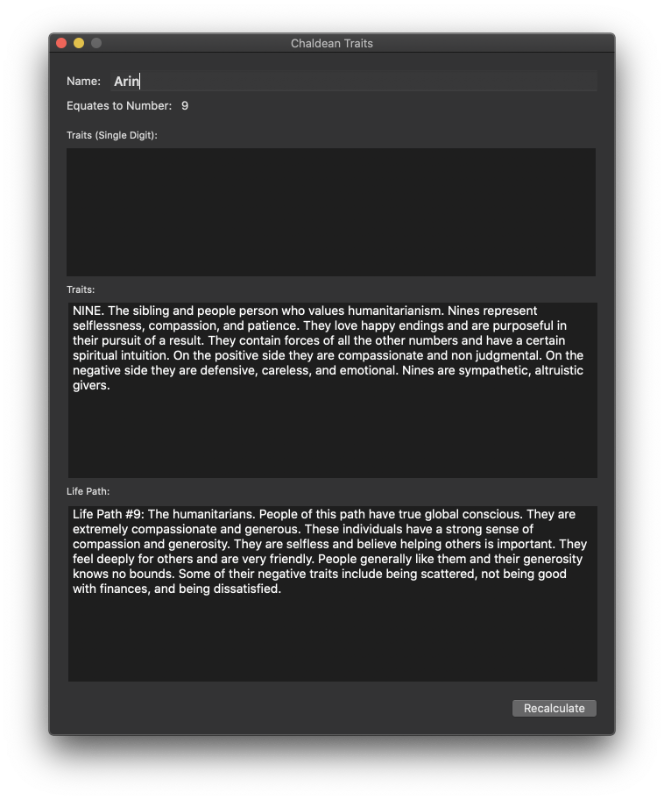 Chaldean Traits
Name: Arin
Equates to Number: 9
Traits (Single Digit):
Traits:
NINE. The sibling and people person who values humanitarianism. Nines represent
selflessness, compassion, and patience. They love happy endings and are purposeful in
their pursuit of a result. They contain forces of all the other numbers and have a certain
spiritual intuition. On the positive side they are compassionate and non judgmental. On the
negative side they are defensive, careless, and emotional. Nines are sympathetic, altruistic
givers.
Life Path:
Life Path #9: The humanitarians. People of this path have true global conscious. They are
extremely compassionate and generous. These individuals have a strong sense of
compassion and generosity. They are selfless and believe helping others is important. They
feel deeply for others and are very friendly. People generally like them and their generosity
knows no bounds. Some of their negative traits include being scattered, not being good
with finances, and being dissatisfied.
Recalculate